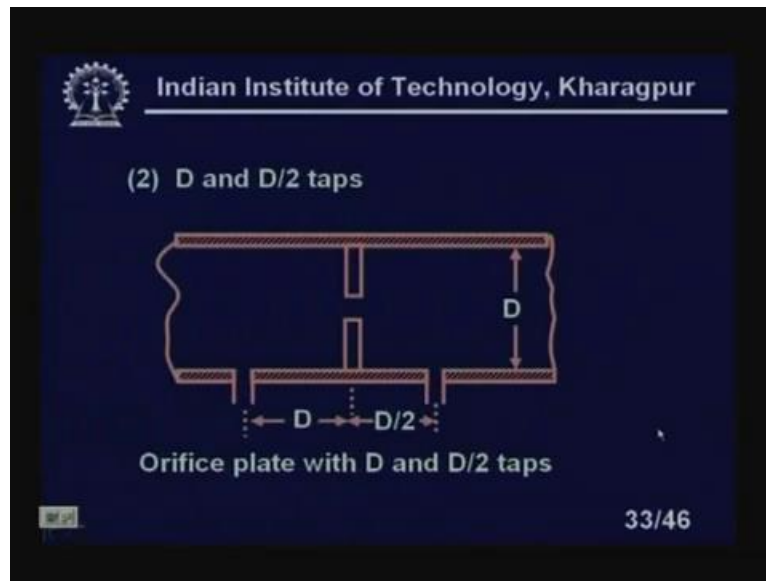 Indian Institute of Technology, Kharagpur
(2) D and D/2 taps
D
D
D/2
Orifice plate with D and D/2 taps
33/46